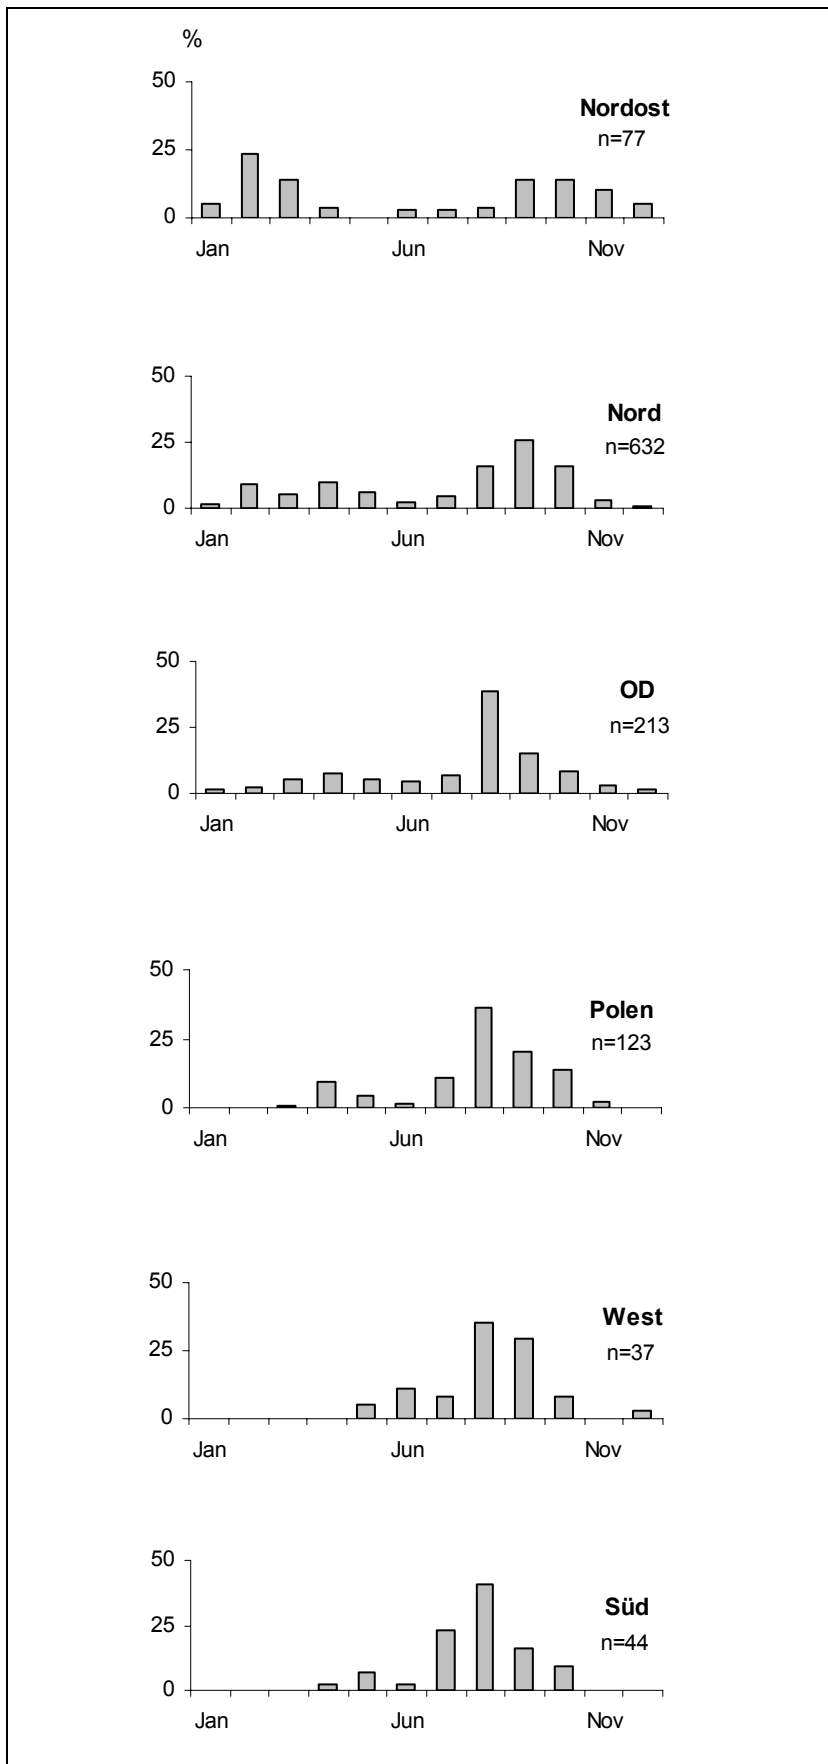 %
50
Nordost
n=77
25
0
Jan Jun Nov
50
Nord
n=632
25
0
Jan Jun Nov
50
OD
n=213
25
0
Jan Jun Nov
50
Polen
n=123
25
0
Jan Jun Nov
50
West
n=37
25
0
Jan Jun Nov
50
Süd
n=44
25
0
Jan Jun Nov